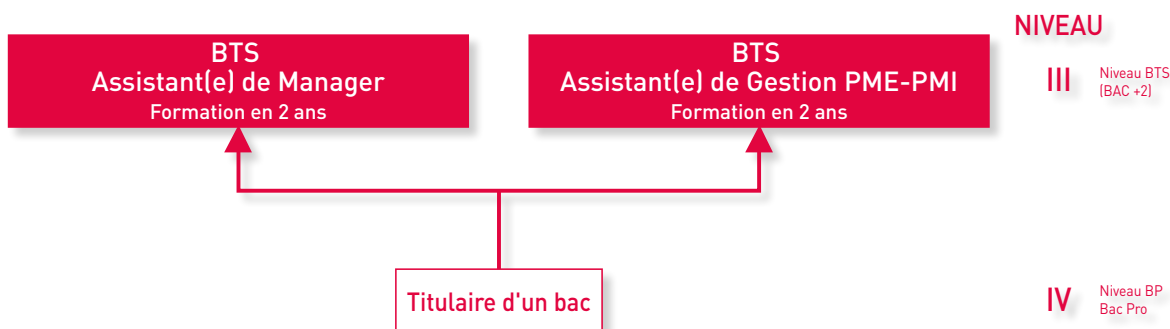 NIVEAU
BTS
Assistant(e) de Manager
Formation en 2 ans
BTS
Assistant(e) de Gestion PME-PMI
Formation en 2 ans
III
Niveau BTS
(BAC +2)
Titulaire d'un bac
IV
Niveau BP
Bac Pro